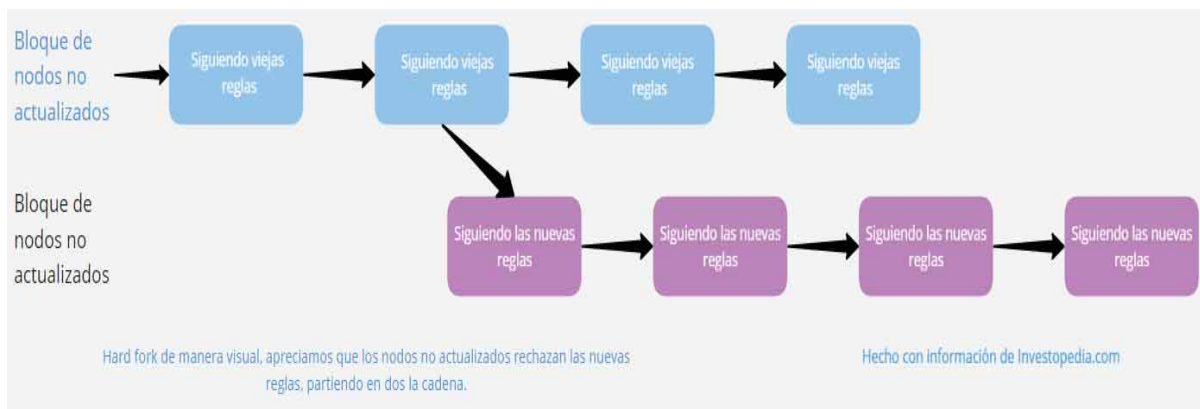 Bloque de
nodos no
actualizados
Siguiendo viejas
reglas
Siguiendo viejas
reglas
Siguiendo viejas
reglas
Siguiendo viejas
reglas
Bloque de
nodos no
actualizados
Siguiendo las nuevas
reglas
Siguiendo las nuevas
reglas
Siguiendo las nuevas
reglas
Siguiendo las nuevas
reglas
Hard fork de manera visual, apreciamos que los nodos no actualizados rechazan las nuevas
reglas, partiendo en dos la cadena.
Hecho con información de Investopedia.com